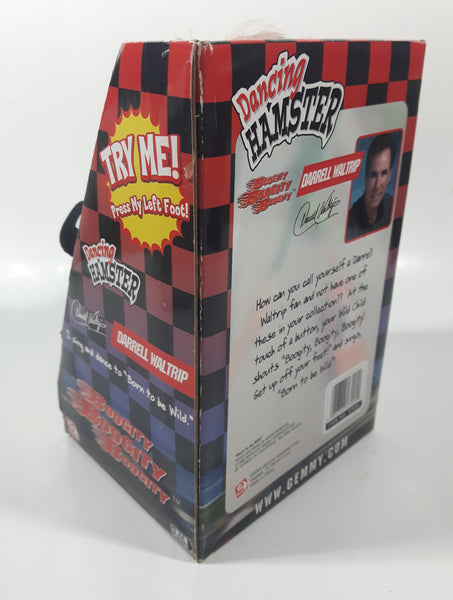 TRY ME!
Press My Left Foot!
Dancing
HAMSTER
DARRELL WALTRIP
I sing and dance to "Born to be Wild."
BOOGITY
BOOGITY
BOOGITY
TM
Dancing
HAMSTER
BOOGITY
BOOGITY
BOOGITY
DARRELL WALTRIP
How can you call yourself a Darrell
Waltrip fan and not have one of
these in your collection? At the
touch of a button, your Wild Child
shouts "Boogity, Boogity, Boogity!
Get up off your feet" and sings,
"Born to be Wild"
WWW.GEMMY.COM